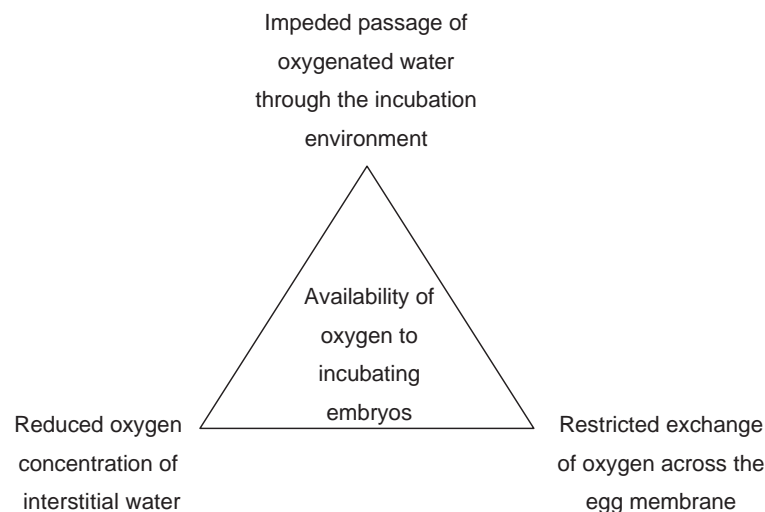 Impeded passage of
oxygenated water
through the incubation
environment
Availability of
oxygen to
incubating
embryos
Reduced oxygen
concentration of
interstitial water
Restricted exchange
of oxygen across the
egg membrane